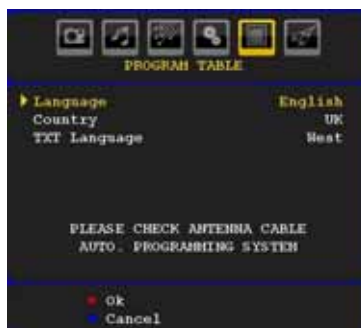 PROGRAM TABLE
Language English
Country UK
TXT Language West
PLEASE CHECK ANTENNA CABLE
AUTO. PROGRAMMING SYSTEM
Ok
Cancel